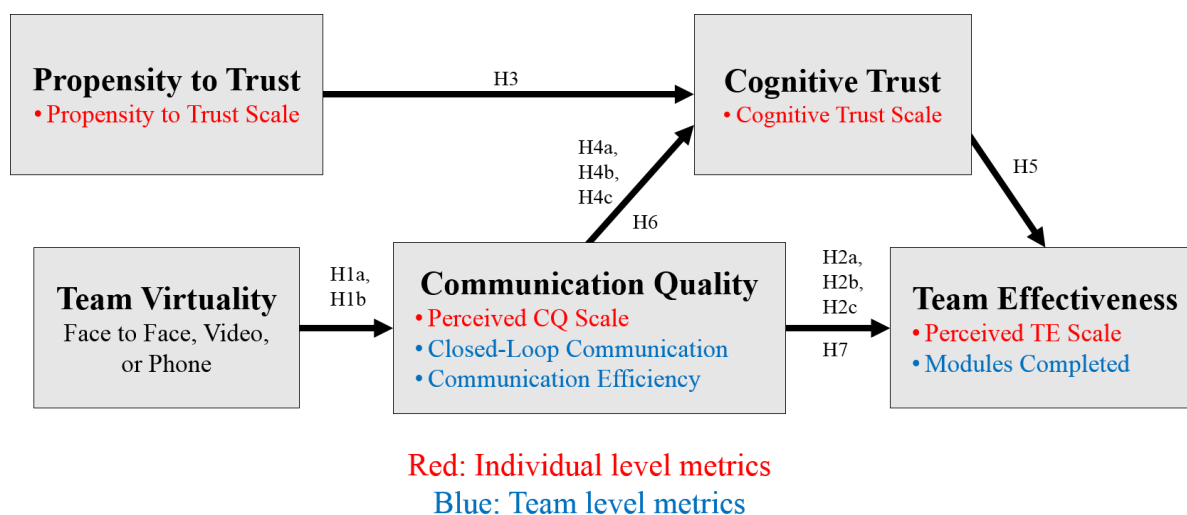 Propensity to Trust
• Propensity to Trust Scale
H3
Cognitive Trust
• Cognitive Trust Scale
H4a,
H4b,
H4c
H6
H5
Team Virtuality
Face to Face, Video,
or Phone
H1a,
H1b
Communication Quality
• Perceived CQ Scale
• Closed-Loop Communication
• Communication Efficiency
H2a,
H2b,
H2c
H7
Team Effectiveness
• Perceived TE Scale
• Modules Completed
Red: Individual level metrics
Blue: Team level metrics